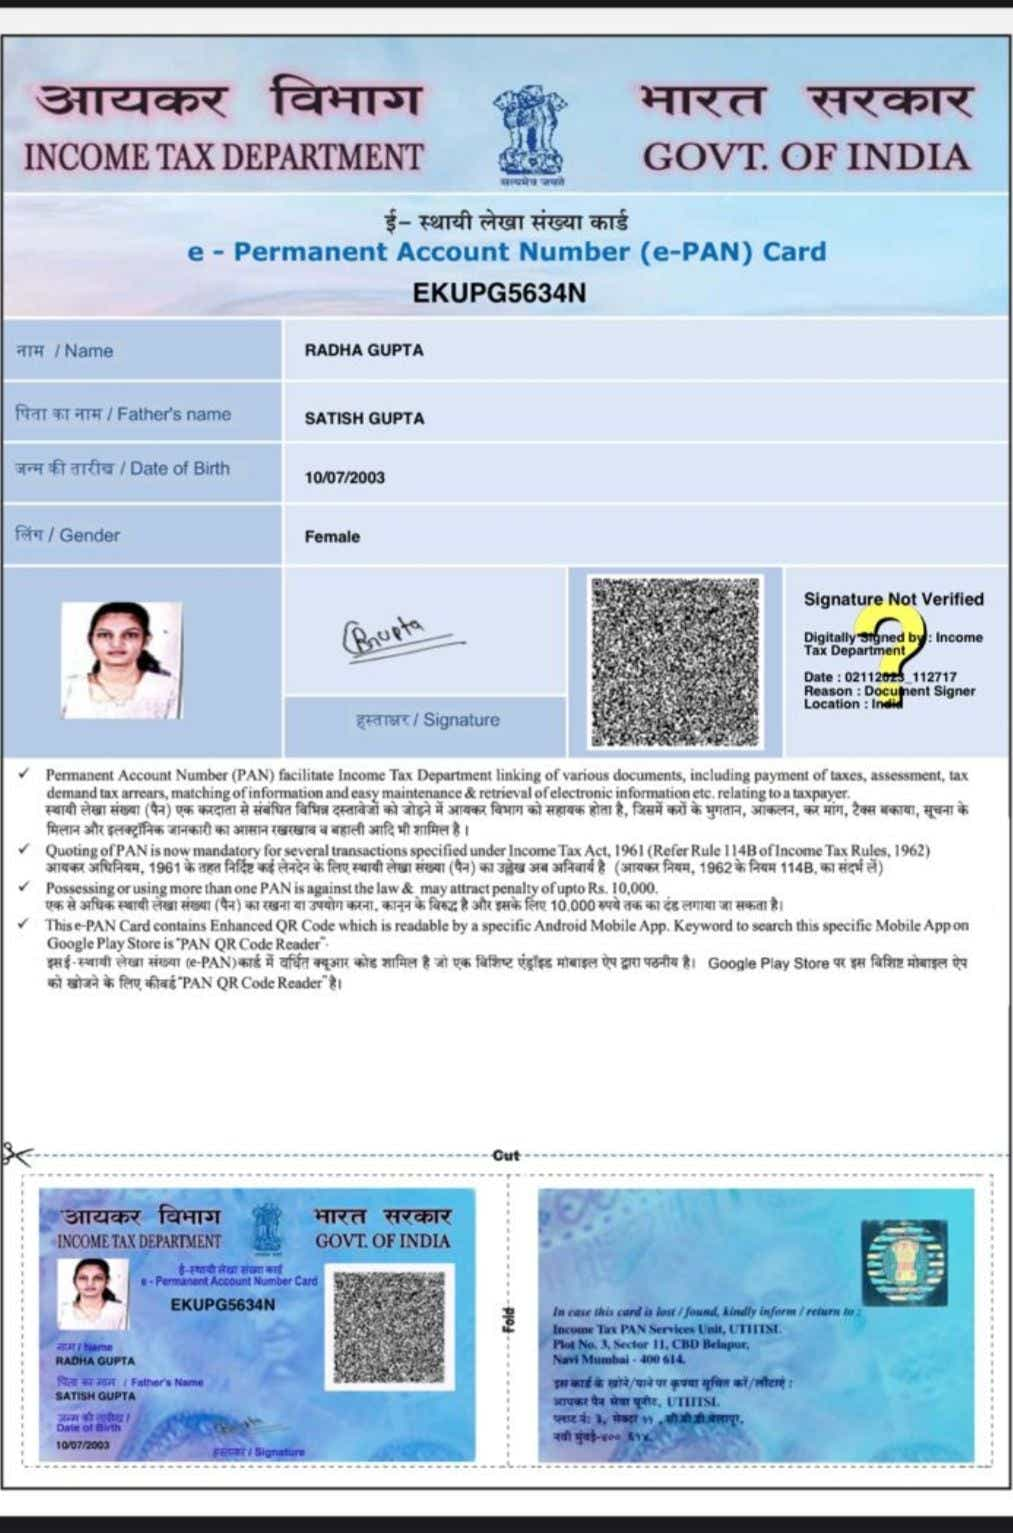 आयकर विभाग
INCOME TAX DEPARTMENT
सत्यमेव जयते
भारत सरकार
GOVT. OF INDIA
ई- स्थायी लेखा संख्या कार्ड
e - Permanent Account Number (e-PAN) Card
EKUPG5634N
नाम / Name
RADHA GUPTA
पिता का नाम / Father's name
SATISH GUPTA
जन्म की तारीख / Date of Birth
10/07/2003
लिंग / Gender
Female
हस्ताक्षर / Signature
Signature Not Verified
Digitally Signed by : Income
Tax Department
Date : 02112023_112717
Reason : Document Signer
Location : India
✓ Permanent Account Number (PAN) facilitate Income Tax Department linking of various documents, including payment of taxes, assessment, tax
demand tax arrears, matching of information and easy maintenance & retrieval of electronic information etc. relating to a taxpayer.
स्थायी लेखा संख्या (पैन) एक करदाता से संबंधित विभिन्न दस्तावेजों को जोड़ने में आयकर विभाग को सहायक होता है, जिसमें करों के भुगतान, आकलन, कर मांग, टैक्स बकाया, सूचना के
मिलान और इलक्ट्रॉनिक जानकारी का आसान रखरखाव व बहाली आदि भी शामिल है।
✓ Quoting of PAN is now mandatory for several transactions specified under Income Tax Act, 1961 (Refer Rule 114B of Income Tax Rules, 1962)
आयकर अधिनियम, 1961 के तहत निर्दिष्ट कई लेनदेन के लिए स्थायी लेखा संख्या (पैन) का उल्लेख अब अनिवार्य है (आयकर नियम, 1962 के नियम 114B, का संदर्भ लें)
✓ Possessing or using more than one PAN is against the law & may attract penalty of upto Rs. 10,000.
एक से अधिक स्थायी लेखा संख्या (पैन) का रखना या उपयोग करना, कानून के विरुद्ध है और इसके लिए 10,000 रुपये तक का दंड लगाया जा सकता है।
✓ This e-PAN Card contains Enhanced QR Code which is readable by a specific Android Mobile App. Keyword to search this specific Mobile App on
Google Play Store is "PAN QR Code Reader".
इस ई-स्थायी लेखा संख्या (e-PAN) कार्ड में वर्धित क्यूआर कोड शामिल है जो एक विशिष्ट एंड्रॉइड मोबाइल ऐप द्वारा पठनीय है। Google Play Store पर इस विशिष्ट मोबाइल ऐप
को खोजने के लिए कीवर्ड "PAN QR Code Reader" है।
Cut
आयकर विभाग
INCOME TAX DEPARTMENT
भारत सरकार
GOVT. OF INDIA
ई-स्थायी लेखा संख्या कार्ड
e - Permanent Account Number Card
EKUPG5634N
नाम / Name
RADHA GUPTA
पिता का नाम / Father's Name
SATISH GUPTA
जन्म की तारीख /
Date of Birth
10/07/2003
हस्ताक्षर / Signature
Fold
In case this card is lost / found, kindly inform / return to :
Income Tax PAN Services Unit, UTIITSL
Plot No. 3, Sector 11, CBD Belapur,
Navi Mumbai - 400 614.
इस कार्ड के खोने/पाने पर कृपया सूचित करें/लौटाएं :
आयकर पैन सेवा यूनीट, UTIITSL
प्लाट नं: ३, सेक्टर ११ , सी.बी.डी.बेलापूर,
नवी मुंबई-४०० ६१४.